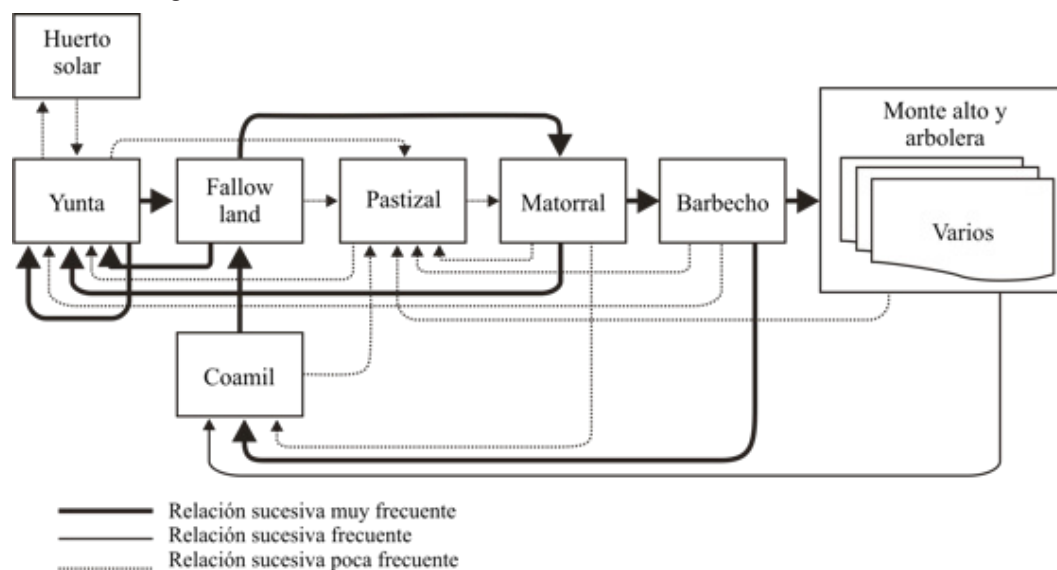 Huerto
solar
Monte alto y
arbolera
Yunta
Fallow
land
Pastizal
Matorral
Barbecho
Varios
Coamil
Relación sucesiva muy frecuente
Relación sucesiva frecuente
Relación sucesiva poca frecuente